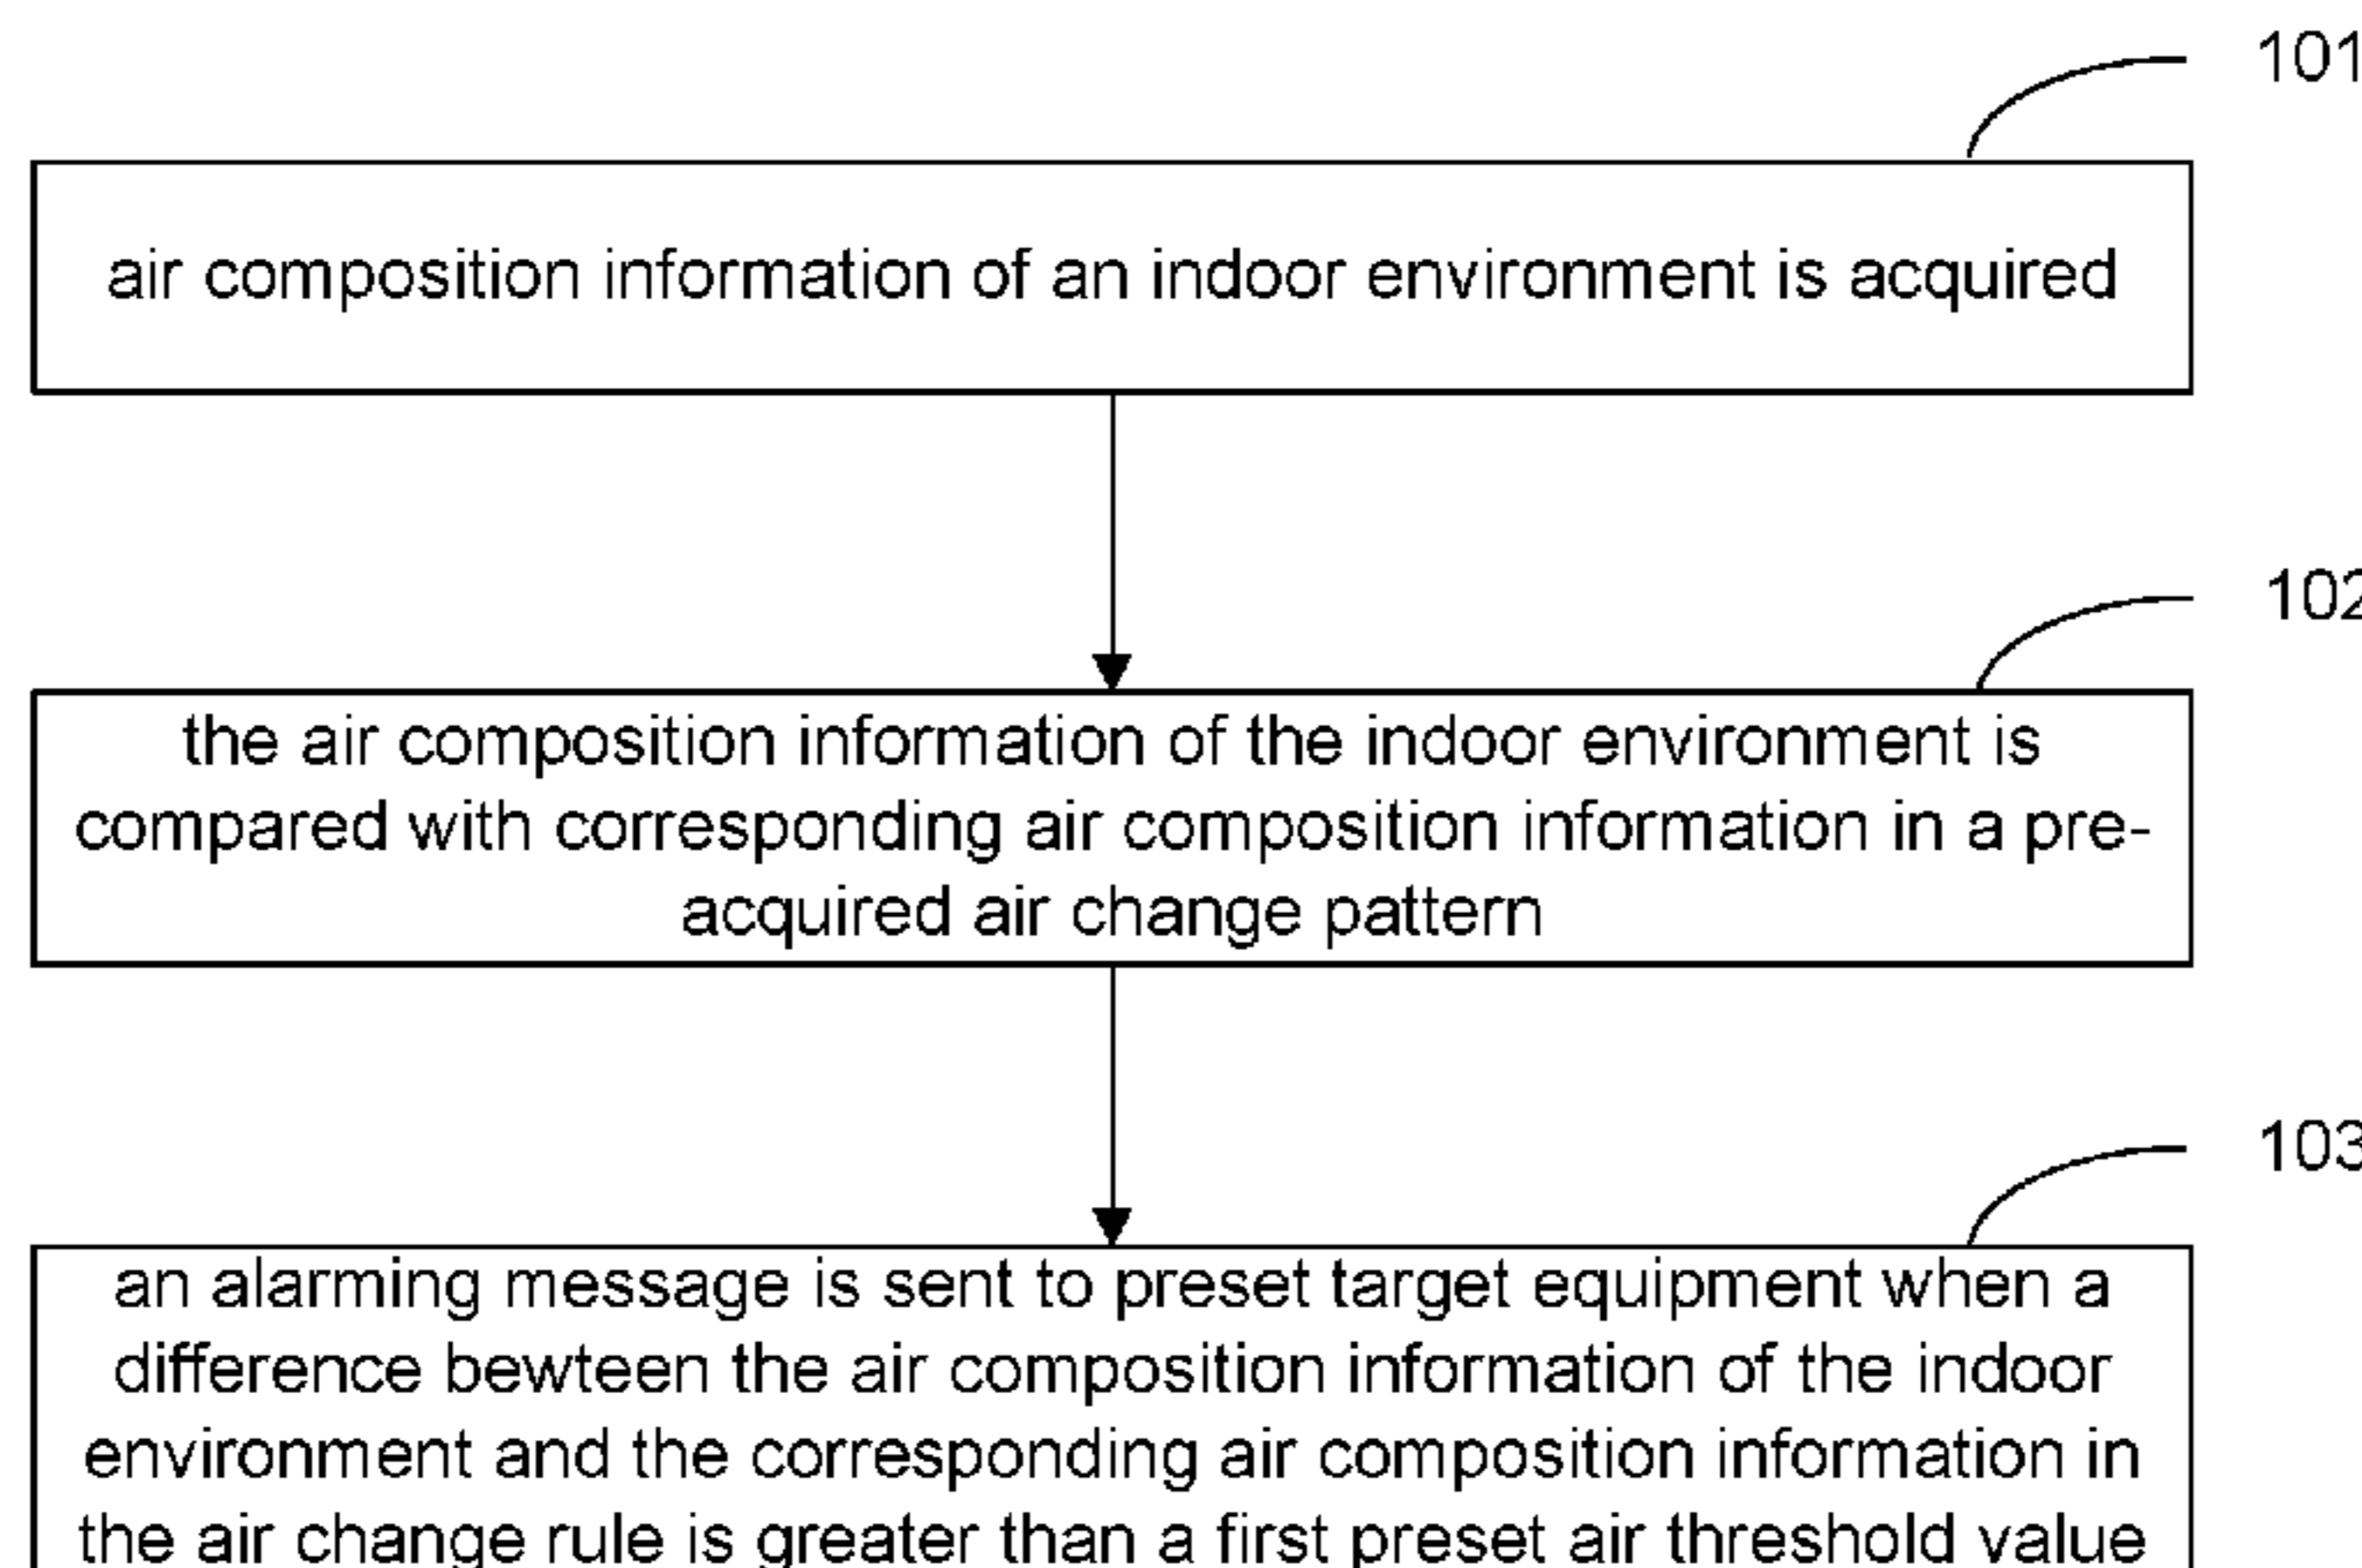 101
air composition information of an indoor environment is acquired
102
the air composition information of the indoor environment is
compared with corresponding air composition information in a pre-
acquired air change pattern
103
an alarming message is sent to preset target equipment when a
difference bewteen the air composition information of the indoor
environment and the corresponding air composition information in
the air change rule is greater than a first preset air threshold value